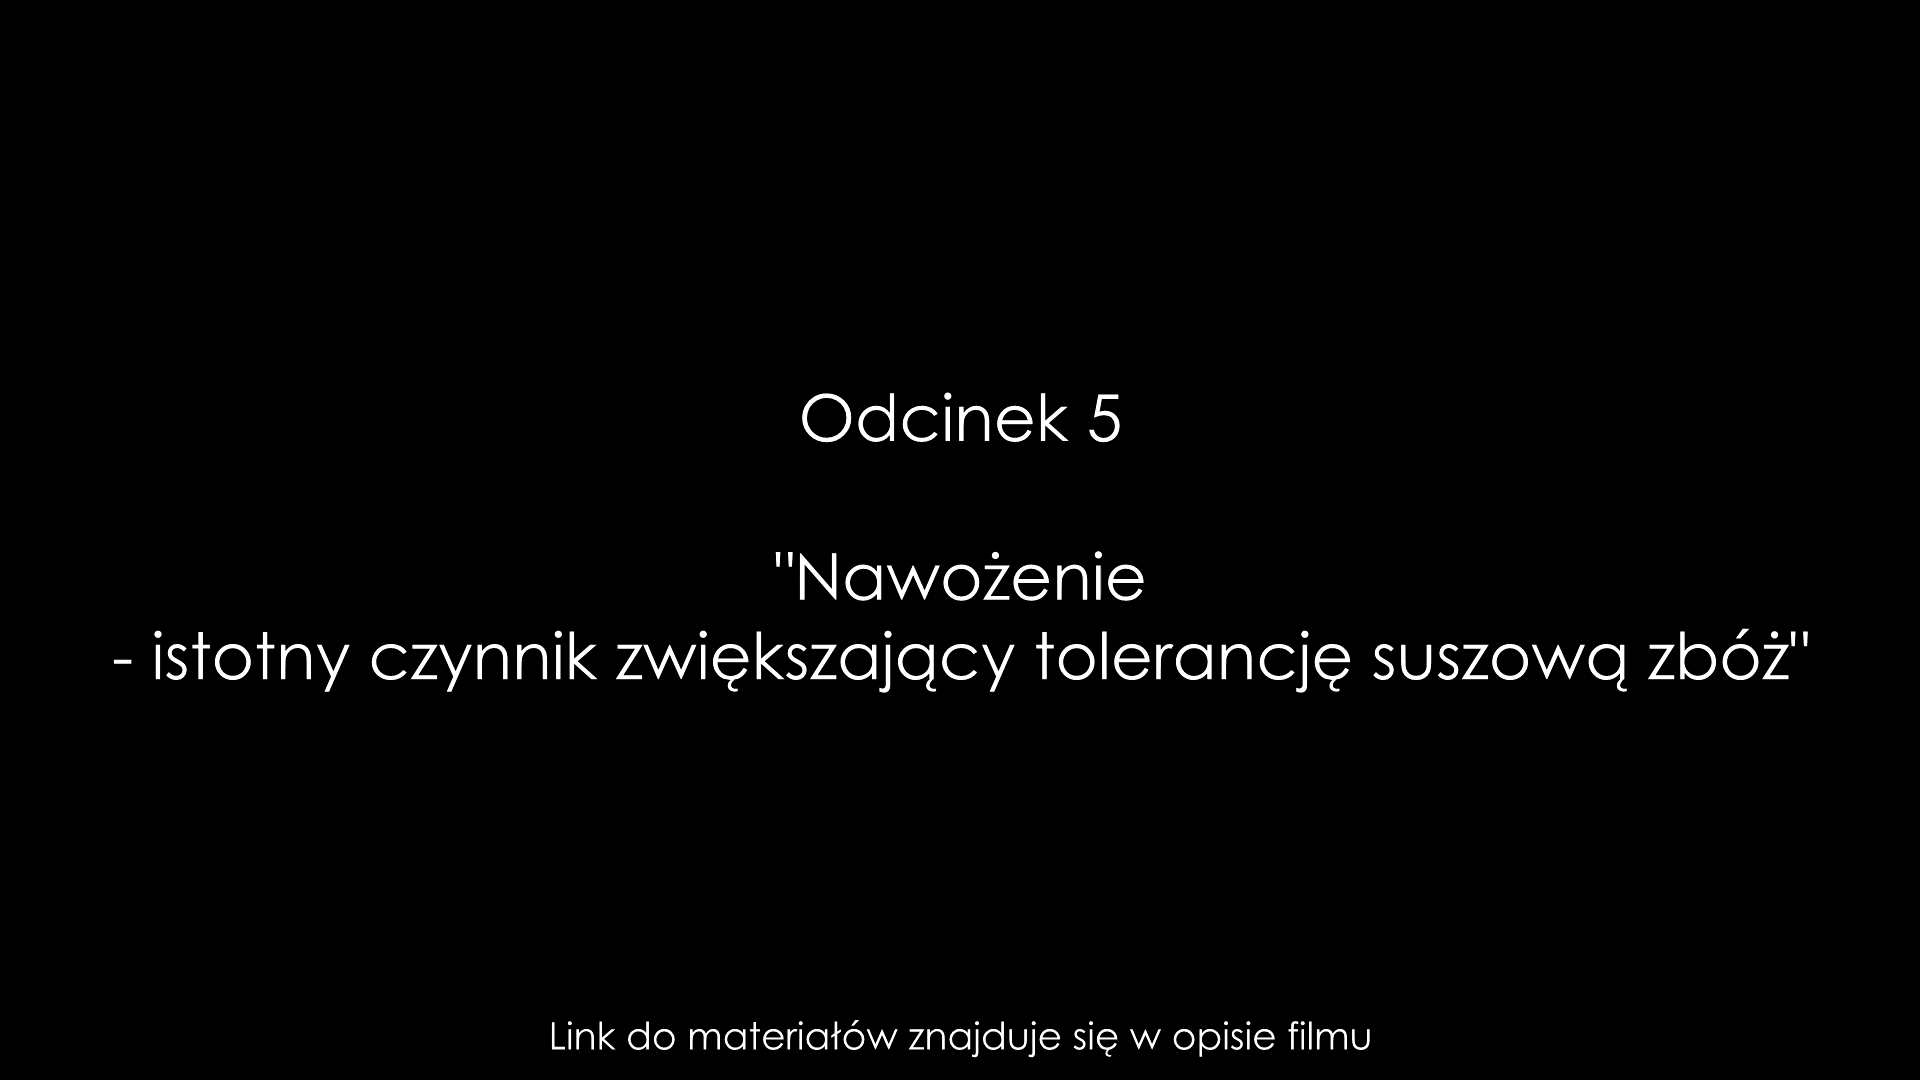 Odcinek 5
"Nawożenie
- istotny czynnik zwiększający tolerancję suszową zbóż"
Link do materiałów znajduje się w opisie filmu